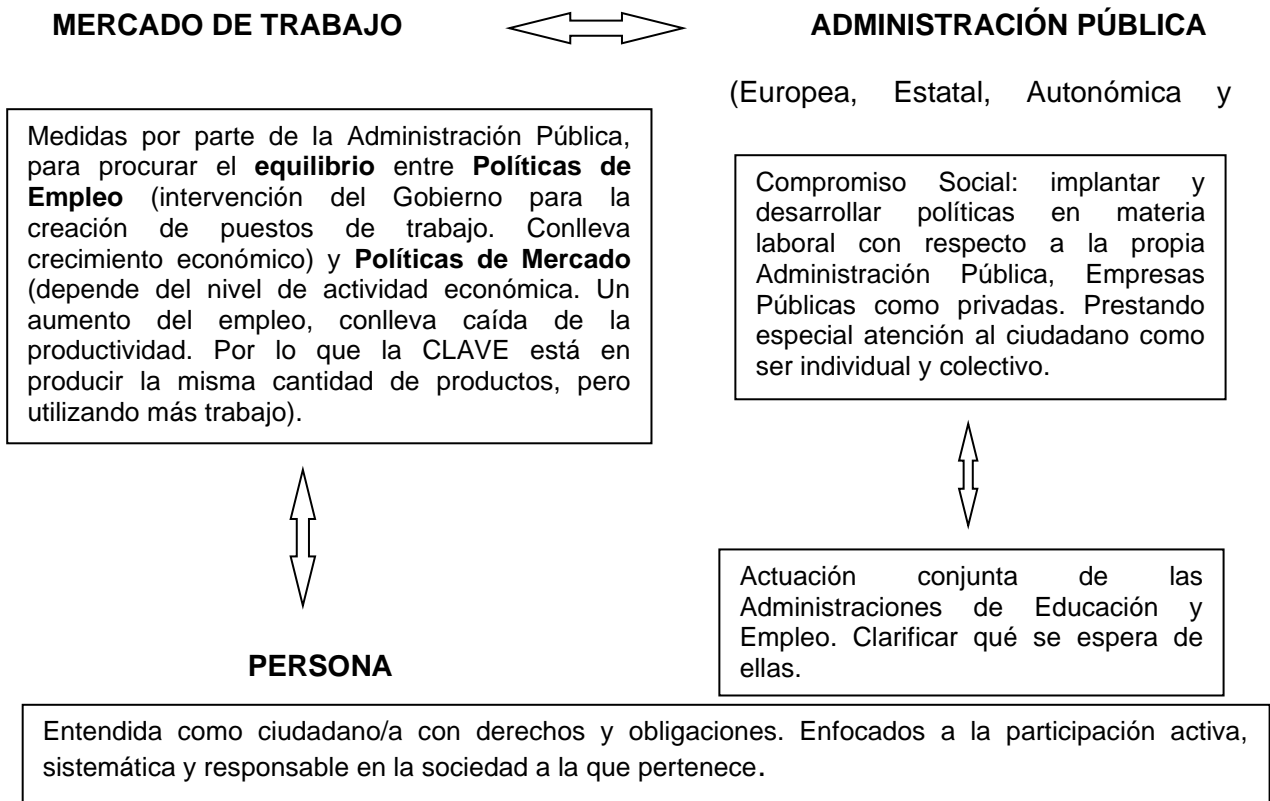 MERCADO DE TRABAJO
ADMINISTRACIÓN PÚBLICA
(Europea, Estatal, Autonómica y
Medidas por parte de la Administración Pública,
para procurar el equilibrio entre Políticas de
Empleo (intervención del Gobierno para la
creación de puestos de trabajo. Conlleva
crecimiento económico) y Políticas de Mercado
(depende del nivel de actividad económica. Un
aumento del empleo, conlleva caída de la
productividad. Por lo que la CLAVE está en
producir la misma cantidad de productos, pero
utilizando más trabajo).
Compromiso Social: implantar y
desarrollar políticas en materia
laboral con respecto a la propia
Administración Pública, Empresas
Públicas como privadas. Prestando
especial atención al ciudadano como
ser individual y colectivo.
Actuación conjunta de las
Administraciones de Educación y
Empleo. Clarificar qué se espera de
ellas.
PERSONA
Entendida como ciudadano/a con derechos y obligaciones. Enfocados a la participación activa,
sistemática y responsable en la sociedad a la que pertenece.